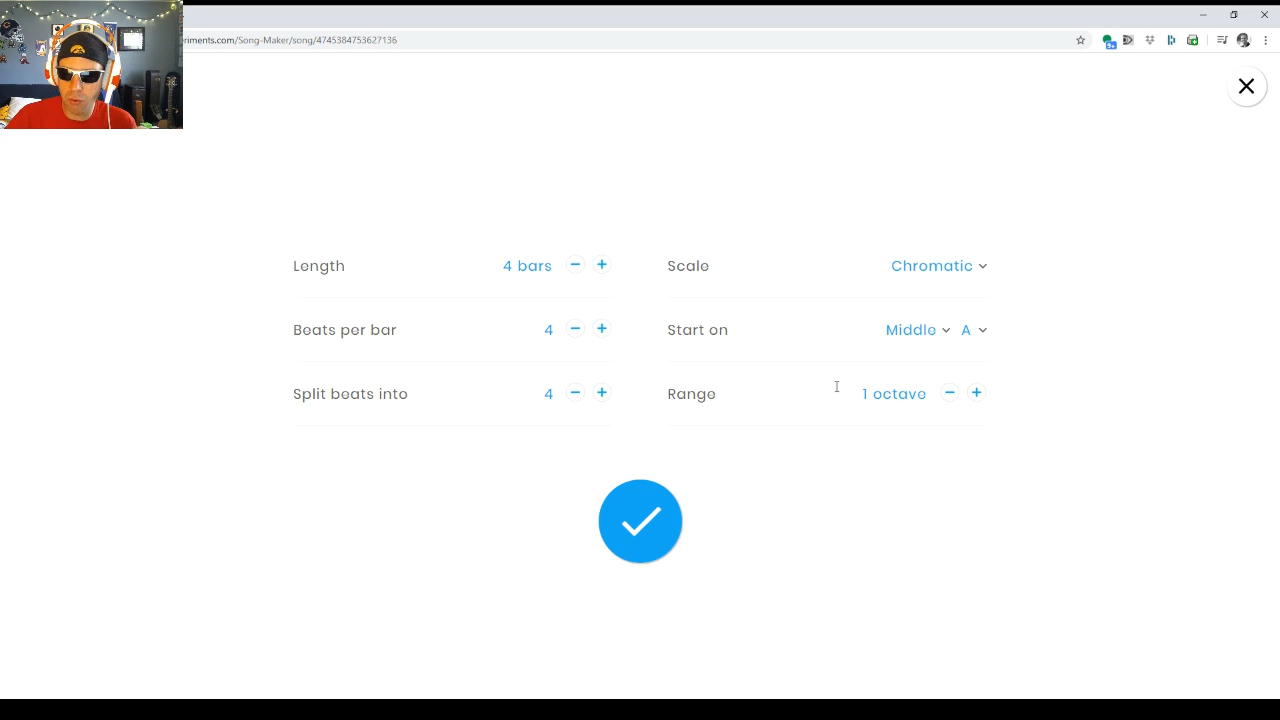 riments.com/Song-Maker/song/4745384753627136
9+
Length 4 bars − +
Scale Chromatic
Beats per bar 4 − +
Start on Middle A
Split beats into 4 − +
Range 1 octave − +